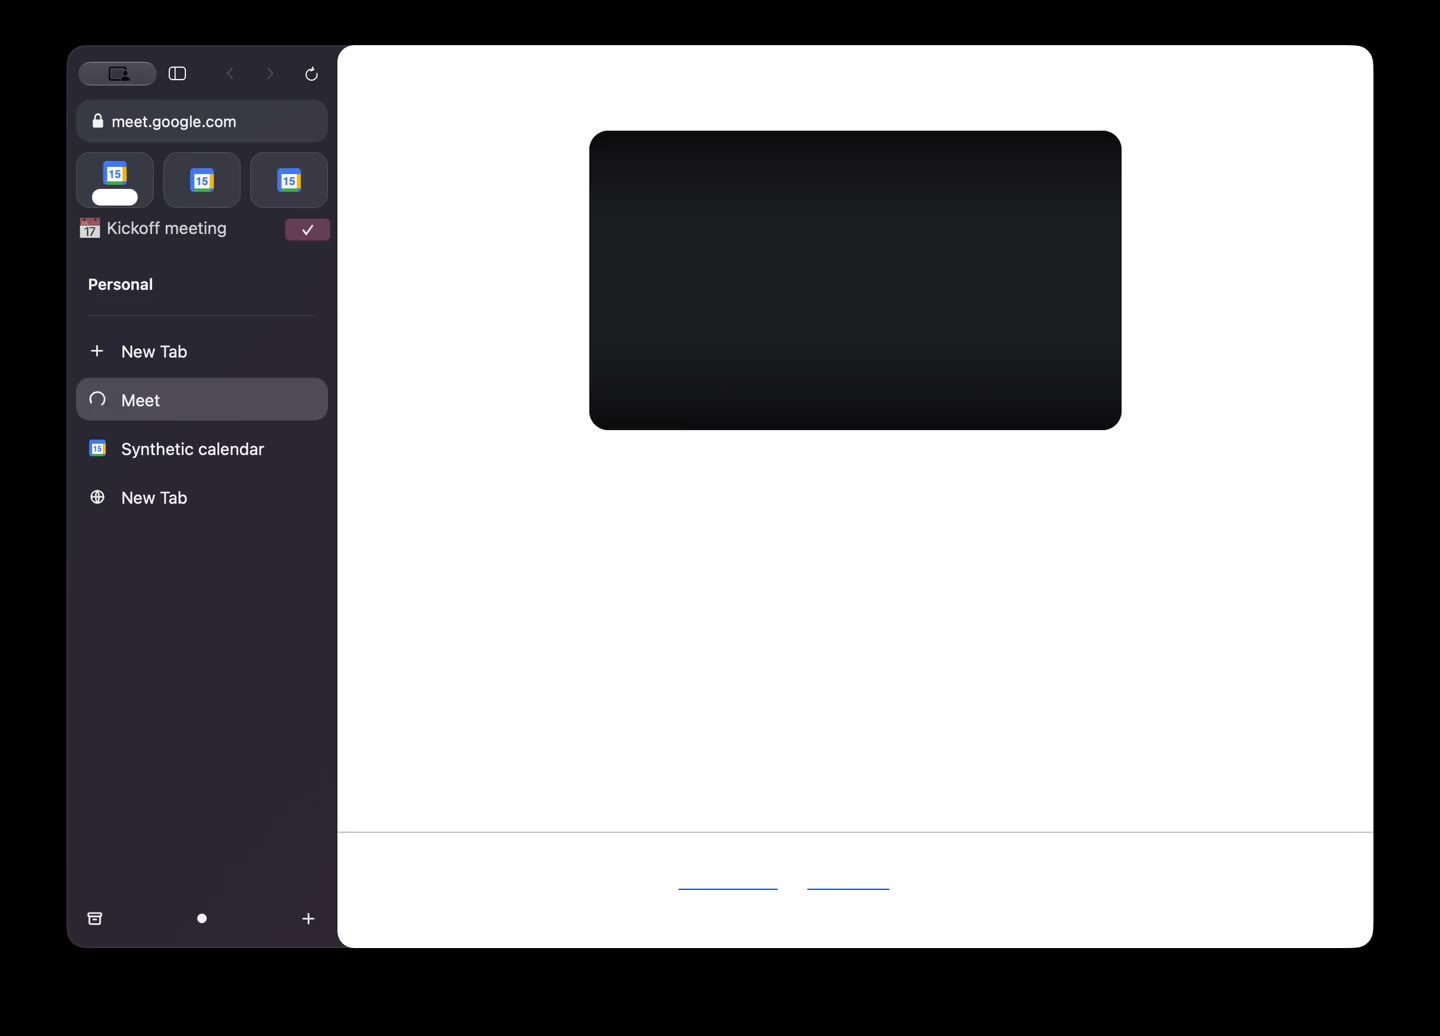 meet.google.com
15
15
15
17 Kickoff meeting
Personal
New Tab
Meet
15 Synthetic calendar
New Tab